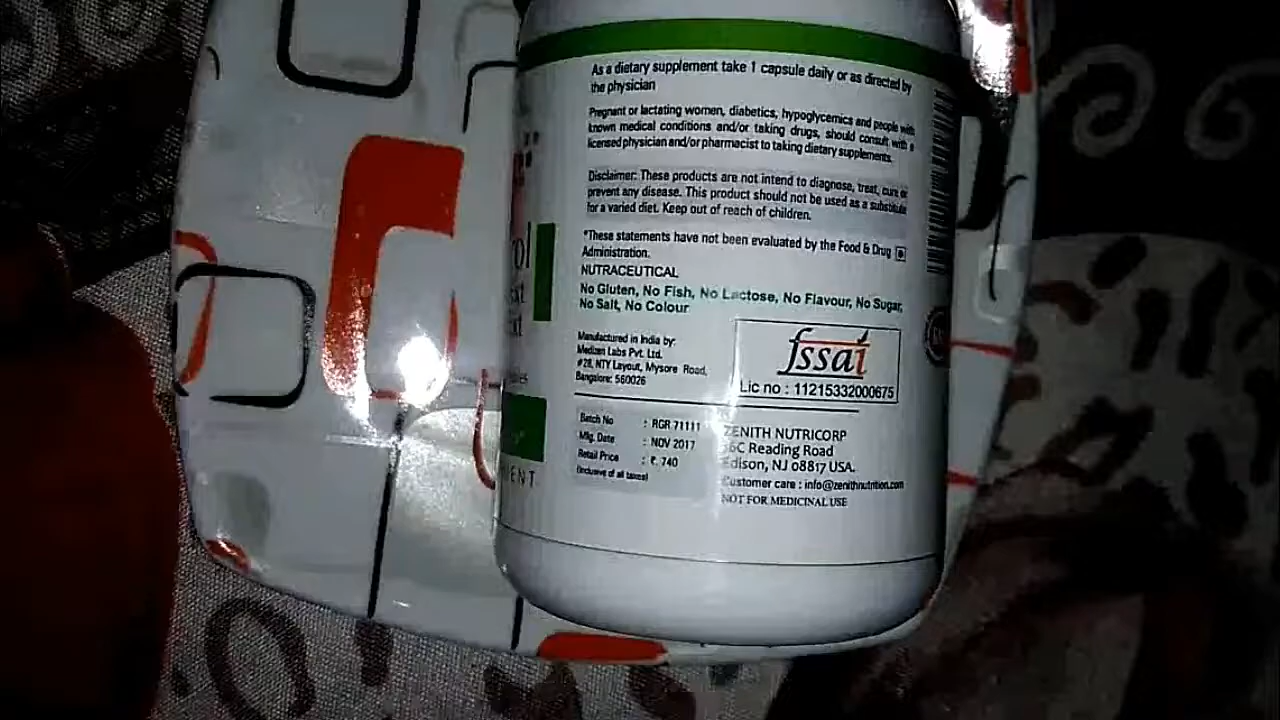 As a dietary supplement take 1 capsule daily or as directed by
the physician
Pregnant or lactating women, diabetics, hypoglycemics and people with
known medical conditions and/or taking drugs, should consult with a
licensed physician and/or pharmacist to taking dietary supplements.
Disclaimer: These products are not intend to diagnose, treat, cure or
prevent any disease. This product should not be used as a substitute
for a varied diet. Keep out of reach of children.
*These statements have not been evaluated by the Food & Drug
Administration.
NUTRACEUTICAL
No Gluten, No Fish, No Lactose, No Flavour, No Sugar,
No Salt, No Colour
Manufactured in India by:
Medizen Labs Pvt. Ltd.
#28, NTY Layout, Mysore Road,
Bangalore: 560026
fssai
Lic no : 11215332000675
Batch No : RGR 71111
Mfg. Date : NOV 2017
Retail Price : ₹. 740
(inclusive of all taxes)
ZENITH NUTRICORP
6C Reading Road
Edison, NJ 08817 USA.
Customer care : info@zenithnutrition.com
NOT FOR MEDICINAL USE